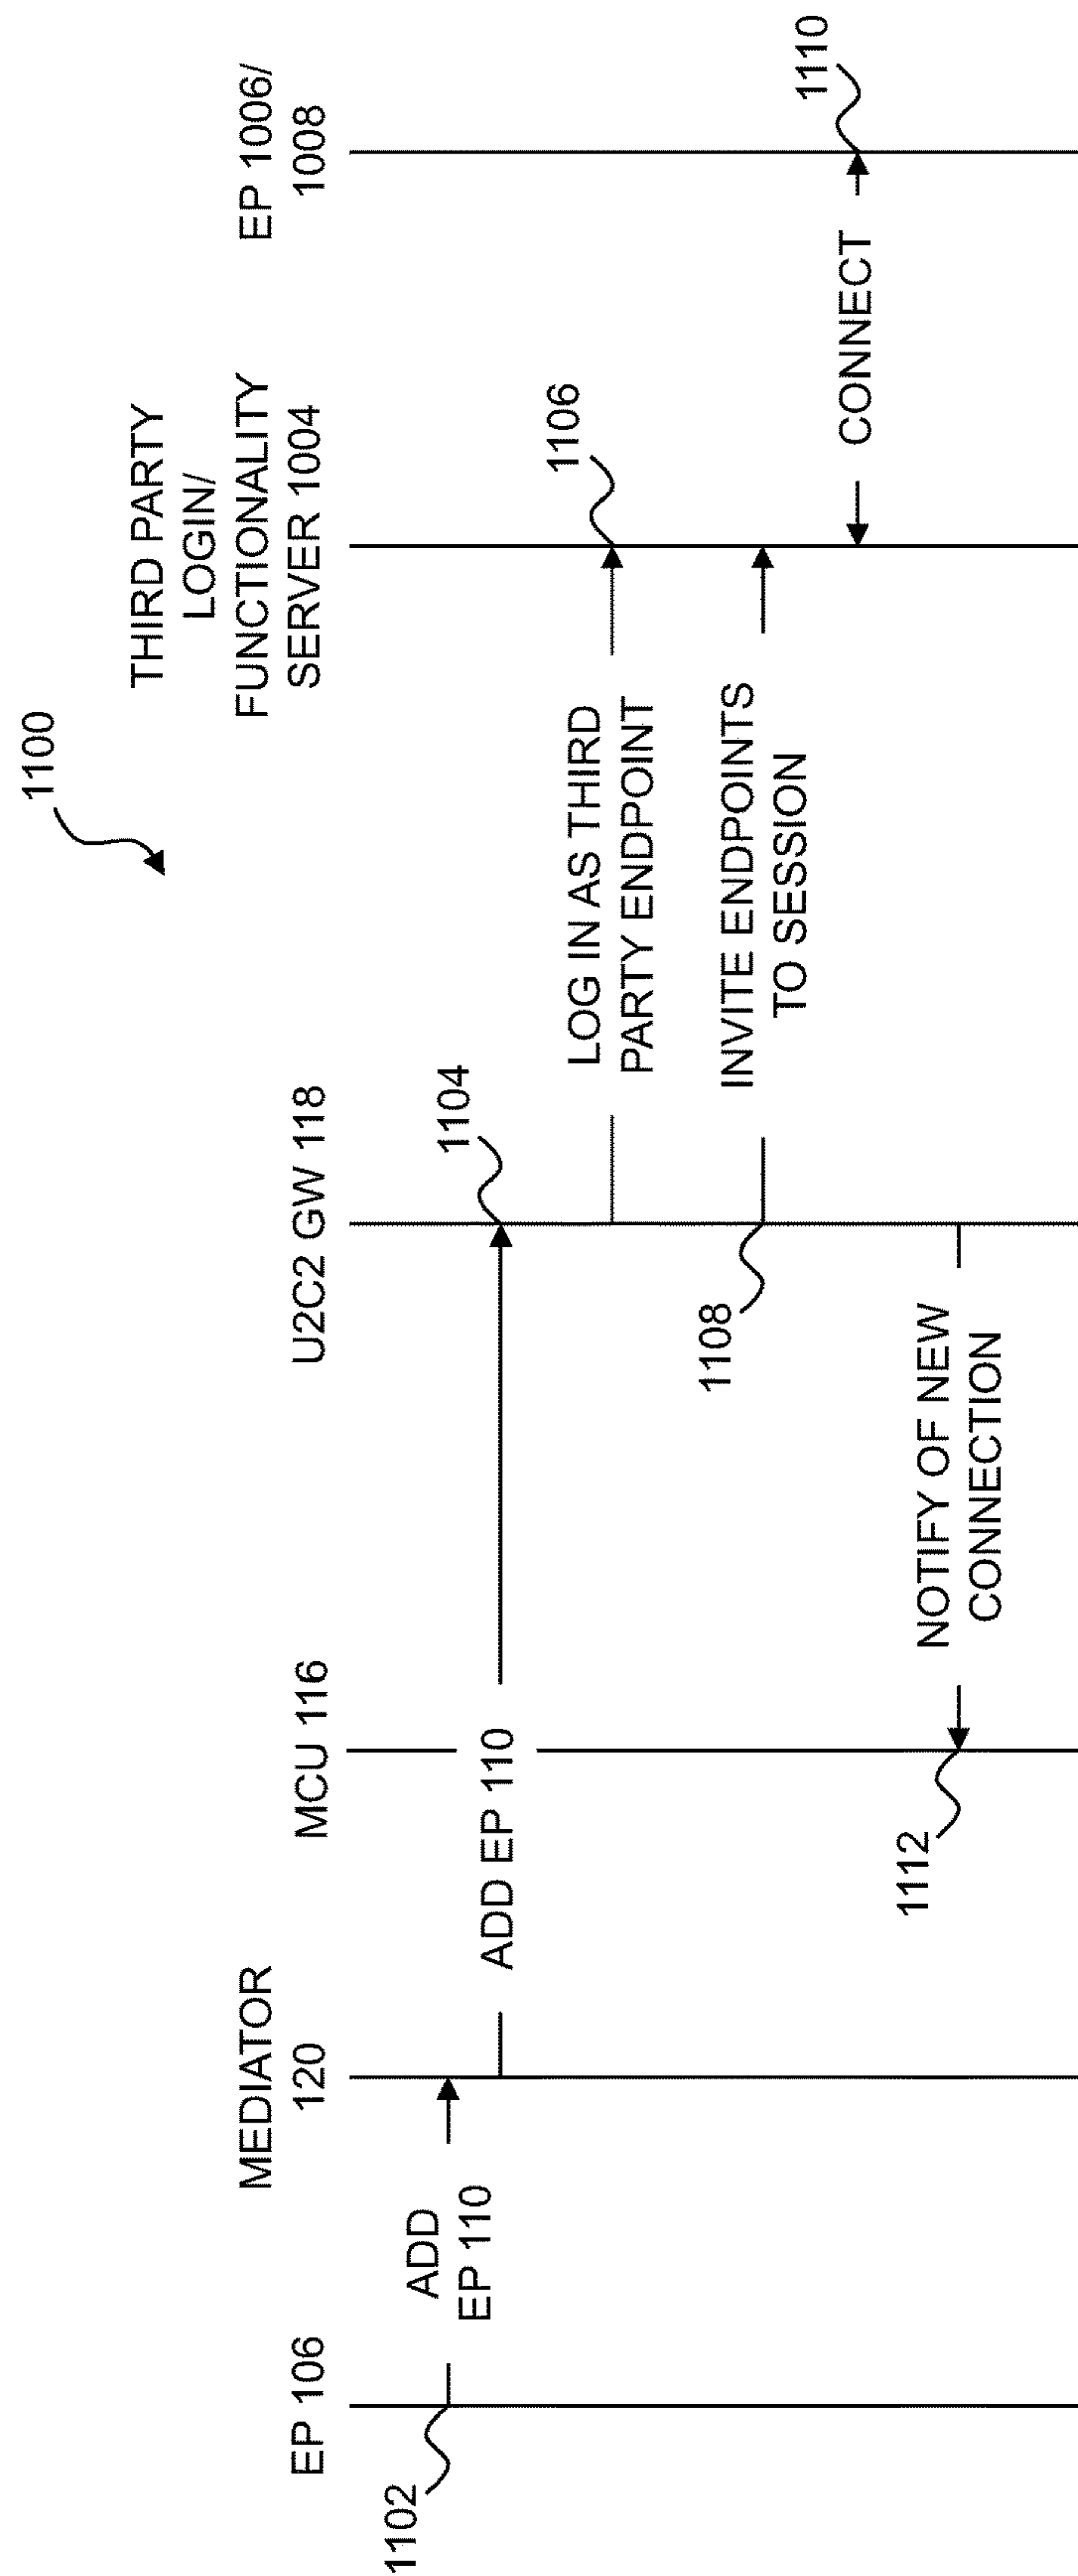 1100
EP 106
MEDIATOR
120
MCU 116
U2C2 GW 118
THIRD PARTY
LOGIN/
FUNCTIONALITY
SERVER 1004
EP 1006/
1008
1102
ADD
EP 110
ADD EP 110
1104
LOG IN AS THIRD
PARTY ENDPOINT
1106
1108
INVITE ENDPOINTS
TO SESSION
CONNECT
1110
1112
NOTIFY OF NEW
CONNECTION